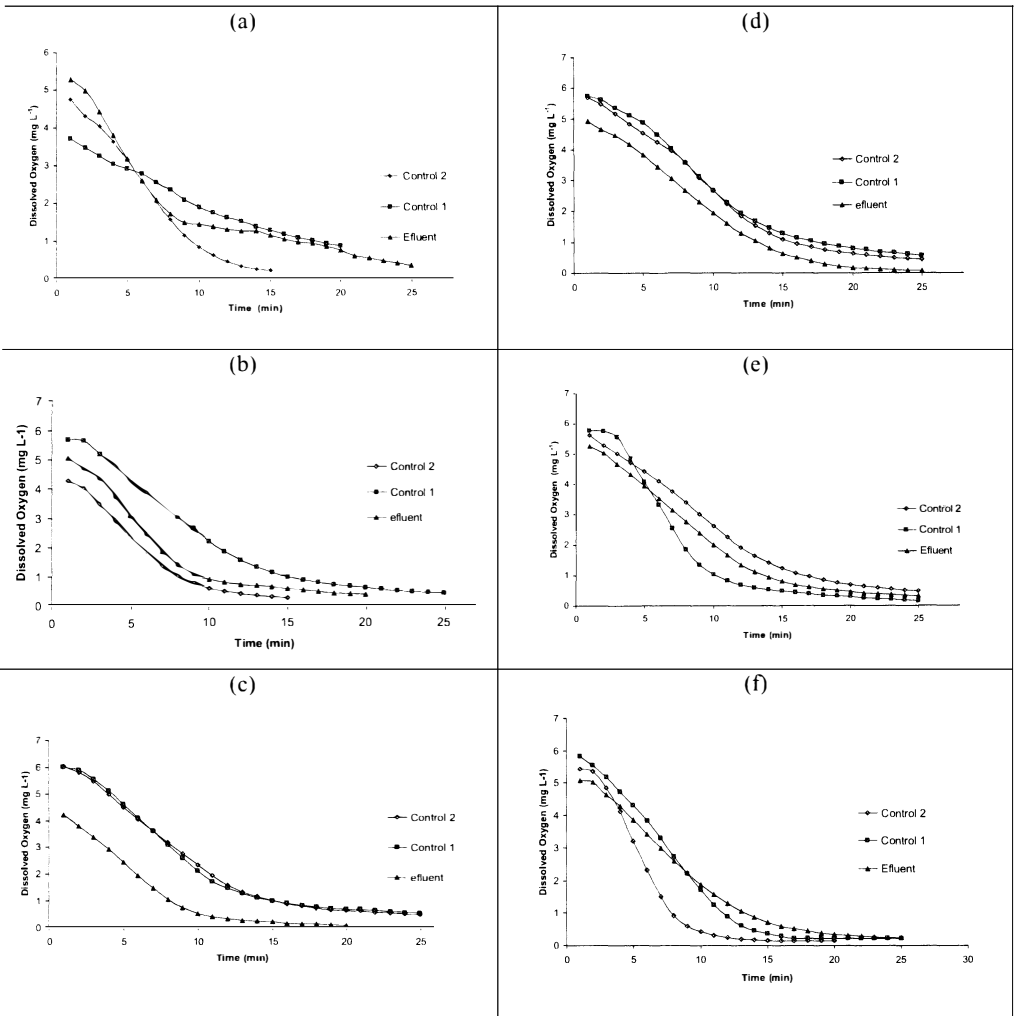 (a)
6
5
4
3
2
1
0
Dissolved Oxygen (mg L⁻¹)
0 5 10 15 20 25
Time (min)
Control 2
Control 1
Efluent
(d)
7
6
5
4
3
2
1
0
Dissolved Oxygen (mg L⁻¹)
0 5 10 15 20 25
Time (min)
Control 2
Control 1
efluent
(b)
7
6
5
4
3
2
1
0
Dissolved Oxygen (mg L-1)
0 5 10 15 20 25
Time (min)
Control 2
Control 1
efluent
(e)
7
6
5
4
3
2
1
0
Dissolved Oxygen (mg L⁻¹)
0 5 10 15 20 25
Time (min)
Control 2
Control 1
Efluent
(c)
7
6
5
4
3
2
1
0
Dissolved Oxygen (mg L-1)
0 5 10 15 20 25
Time (min)
Control 2
Control 1
efluent
(f)
7
6
5
4
3
2
1
0
Dissolved Oxygen (mg L-1)
0 5 10 15 20 25 30
Time (min)
Control 2
Control 1
Efluent